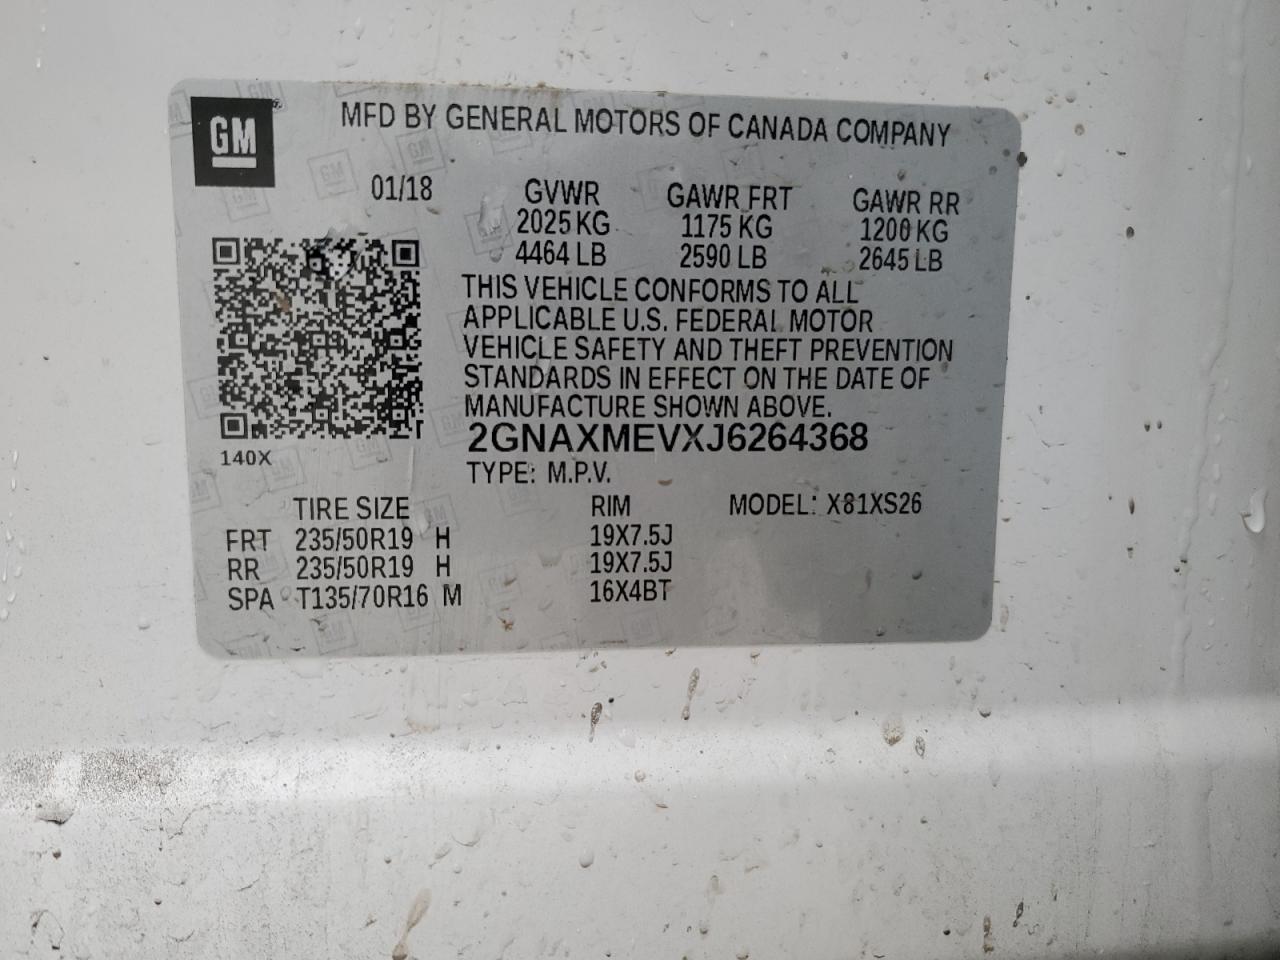 GM
MFD BY GENERAL MOTORS OF CANADA COMPANY
01/18 GVWR GAWR FRT GAWR RR
2025 KG 1175 KG 1200 KG
4464 LB 2590 LB 2645 LB
THIS VEHICLE CONFORMS TO ALL
APPLICABLE U.S. FEDERAL MOTOR
VEHICLE SAFETY AND THEFT PREVENTION
STANDARDS IN EFFECT ON THE DATE OF
MANUFACTURE SHOWN ABOVE.
2GNAXMEVXJ6264368
140X
TYPE: M.P.V.
TIRE SIZE RIM MODEL: X81XS26
FRT 235/50R19 H 19X7.5J
RR 235/50R19 H 19X7.5J
SPA T135/70R16 M 16X4BT